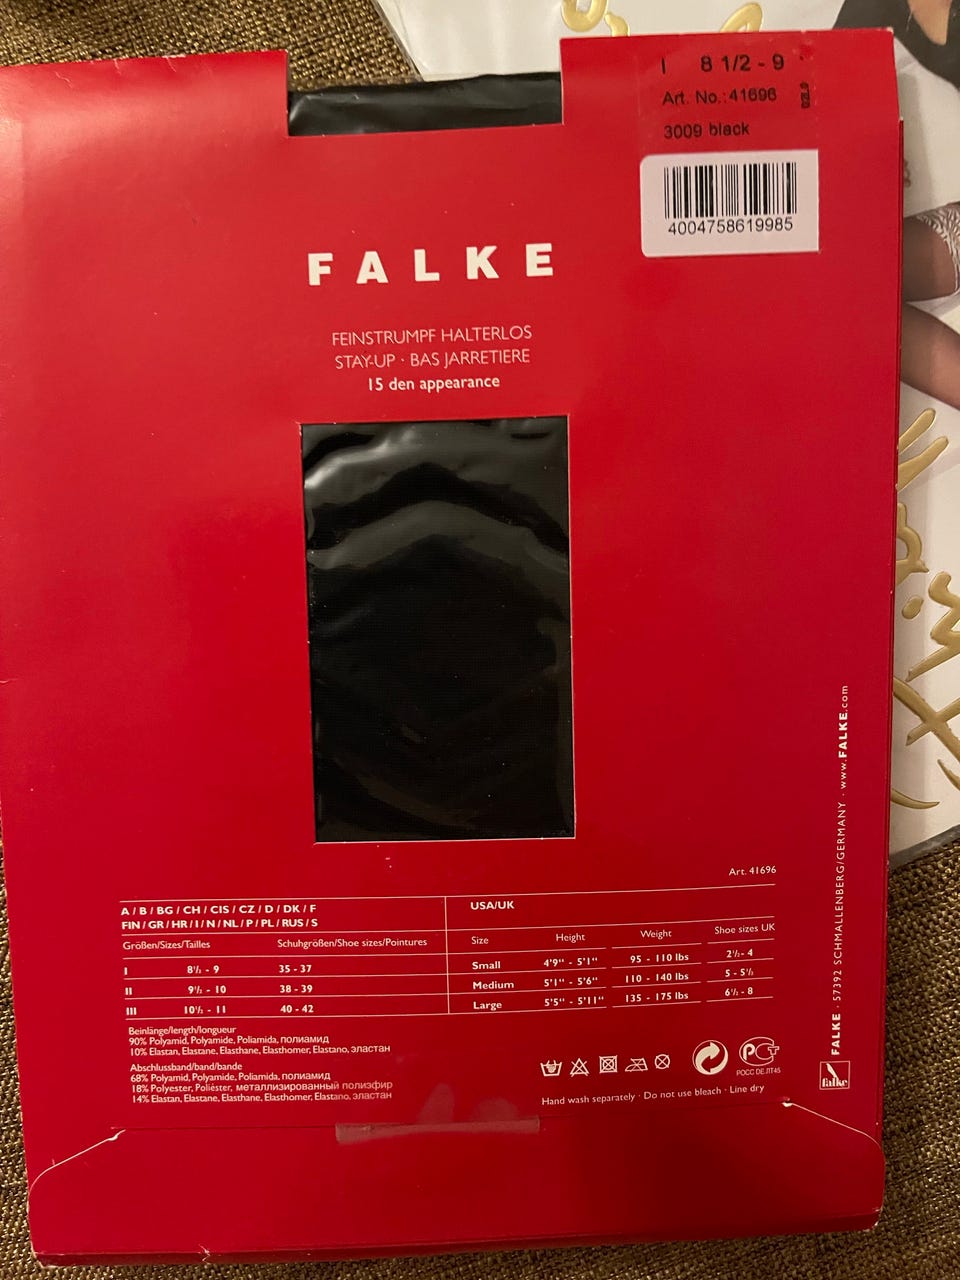 I 8 1/2 - 9
Art. No.:41696
3009 black
4004758619985
FALKE
FEINSTRUMPF HALTERLOS
STAY-UP · BAS JARRETIERE
15 den appearance
Art. 41696
A / B / BG / CH / CIS / CZ / D / DK / F
FIN / GR / HR / I / N / NL / P / PL / RUS / S
Größen/Sizes/Tailles Schuhgrößen/Shoe sizes/Pointures
I 8½ - 9 35 - 37
II 9½ - 10 38 - 39
III 10½ - 11 40 - 42
USA/UK
Size Height Weight Shoe sizes UK
Small 4'9" - 5'1" 95 - 110 lbs 2½ - 4
Medium 5'1" - 5'6" 110 - 140 lbs 5 - 5½
Large 5'5" - 5'11" 135 - 175 lbs 6½ - 8
Beinlänge/length/longueur
90% Polyamid, Polyamide, Poliamida, полиамид
10% Elastan, Elastane, Elasthane, Elasthomer, Elastano, эластан
Abschlussband/band/bande
68% Polyamid, Polyamide, Poliamida, полиамид
18% Polyester, Poliéster, металлизированный полиэфир
14% Elastan, Elastane, Elasthane, Elasthomer, Elastano, эластан
РСТ
РОСС DE.ЛТ45
Hand wash separately · Do not use bleach · Line dry
FALKE · 57392 SCHMALLENBERG/GERMANY · www.FALKE.com
falke